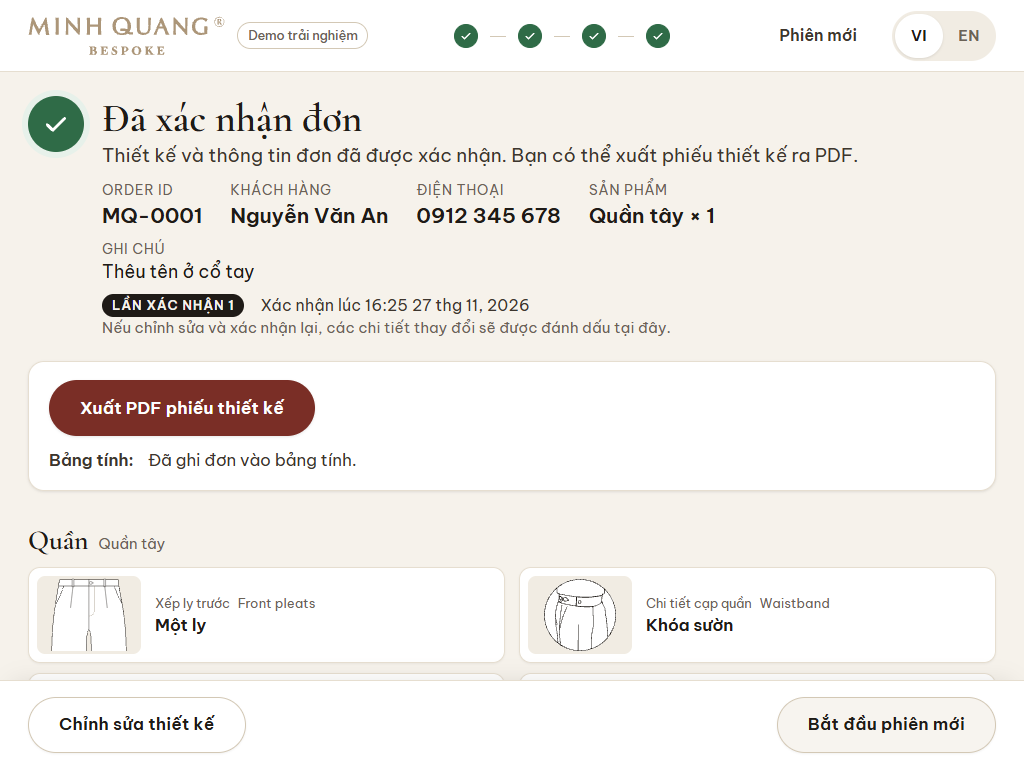 MINH QUANG®
BESPOKE
Demo trải nghiệm
Phiên mới
VI
EN
Đã xác nhận đơn
Thiết kế và thông tin đơn đã được xác nhận. Bạn có thể xuất phiếu thiết kế ra PDF.
ORDER ID
MQ-0001
KHÁCH HÀNG
Nguyễn Văn An
ĐIỆN THOẠI
0912 345 678
SẢN PHẨM
Quần tây × 1
GHI CHÚ
Thêu tên ở cổ tay
LẦN XÁC NHẬN 1 Xác nhận lúc 16:25 27 thg 11, 2026
Nếu chỉnh sửa và xác nhận lại, các chi tiết thay đổi sẽ được đánh dấu tại đây.
Xuất PDF phiếu thiết kế
Bảng tính: Đã ghi đơn vào bảng tính.
Quần Quần tây
Xếp ly trước Front pleats
Một ly
Chi tiết cạp quần Waistband
Khóa sườn
Chỉnh sửa thiết kế
Bắt đầu phiên mới